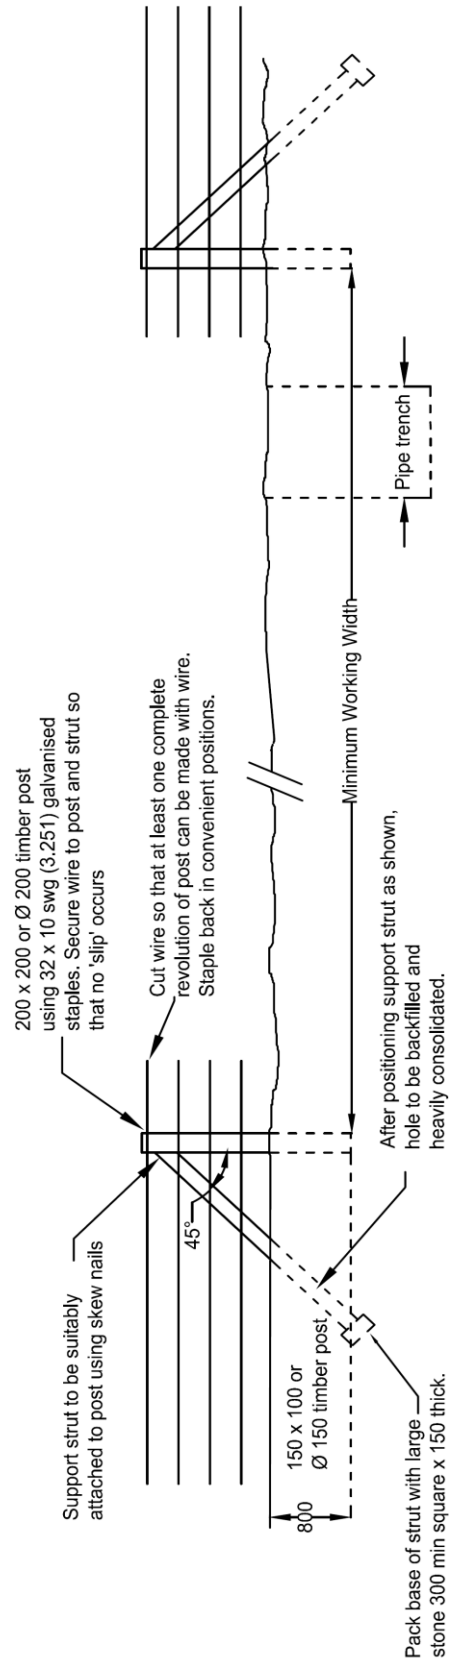 200 x 200 or Ø 200 timber post
using 32 x 10 swg (3.251) galvanised
staples. Secure wire to post and strut so
that no 'slip' occurs
Support strut to be suitably
attached to post using skew nails
Cut wire so that at least one complete
revolution of post can be made with wire.
Staple back in convenient positions.
45°
150 x 100 or
Ø 150 timber post
800
Minimum Working Width
Pipe trench
After positioning support strut as shown,
hole to be backfilled and
heavily consolidated.
Pack base of strut with large
stone 300 min square x 150 thick.